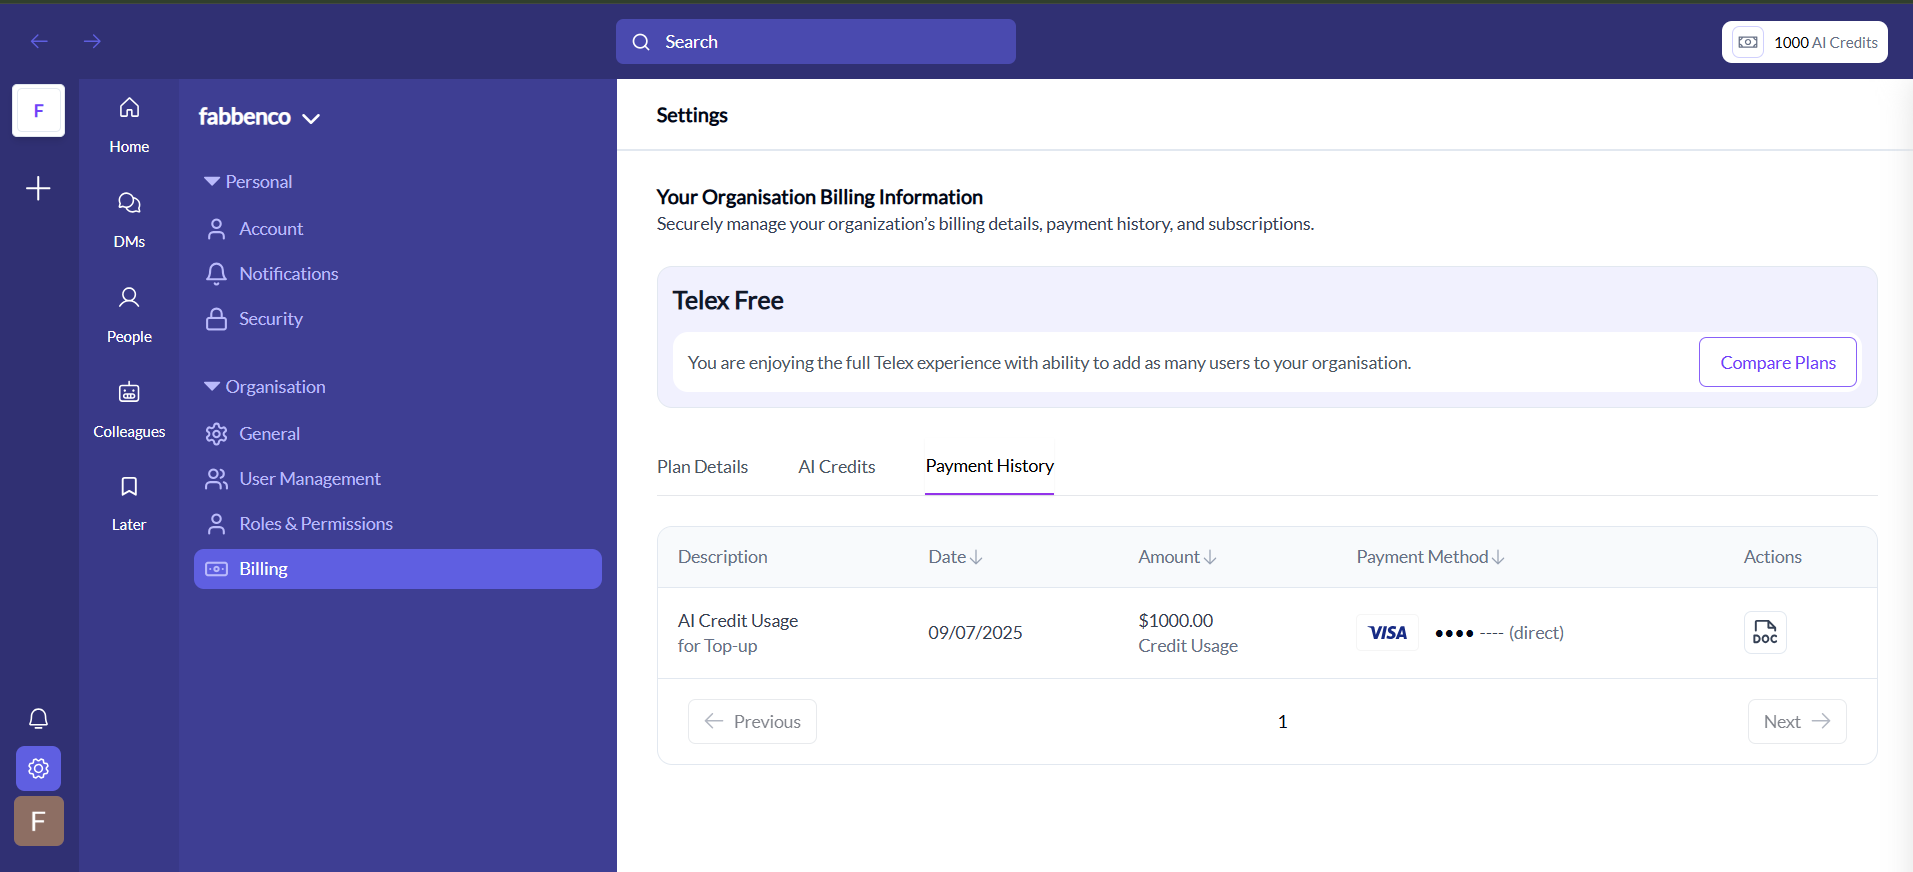 Search
1000 AI Credits
F
Home
DMs
People
Colleagues
Later
F
fabbenco
Personal
Account
Notifications
Security
Organisation
General
User Management
Roles & Permissions
Billing
Settings
Your Organisation Billing Information
Securely manage your organization’s billing details, payment history, and subscriptions.
Telex Free
You are enjoying the full Telex experience with ability to add as many users to your organisation.
Compare Plans
Plan Details
AI Credits
Payment History
Description
Date
Amount
Payment Method
Actions
AI Credit Usage
for Top-up
09/07/2025
$1000.00
Credit Usage
VISA
•••• ---- (direct)
DOC
Previous
1
Next